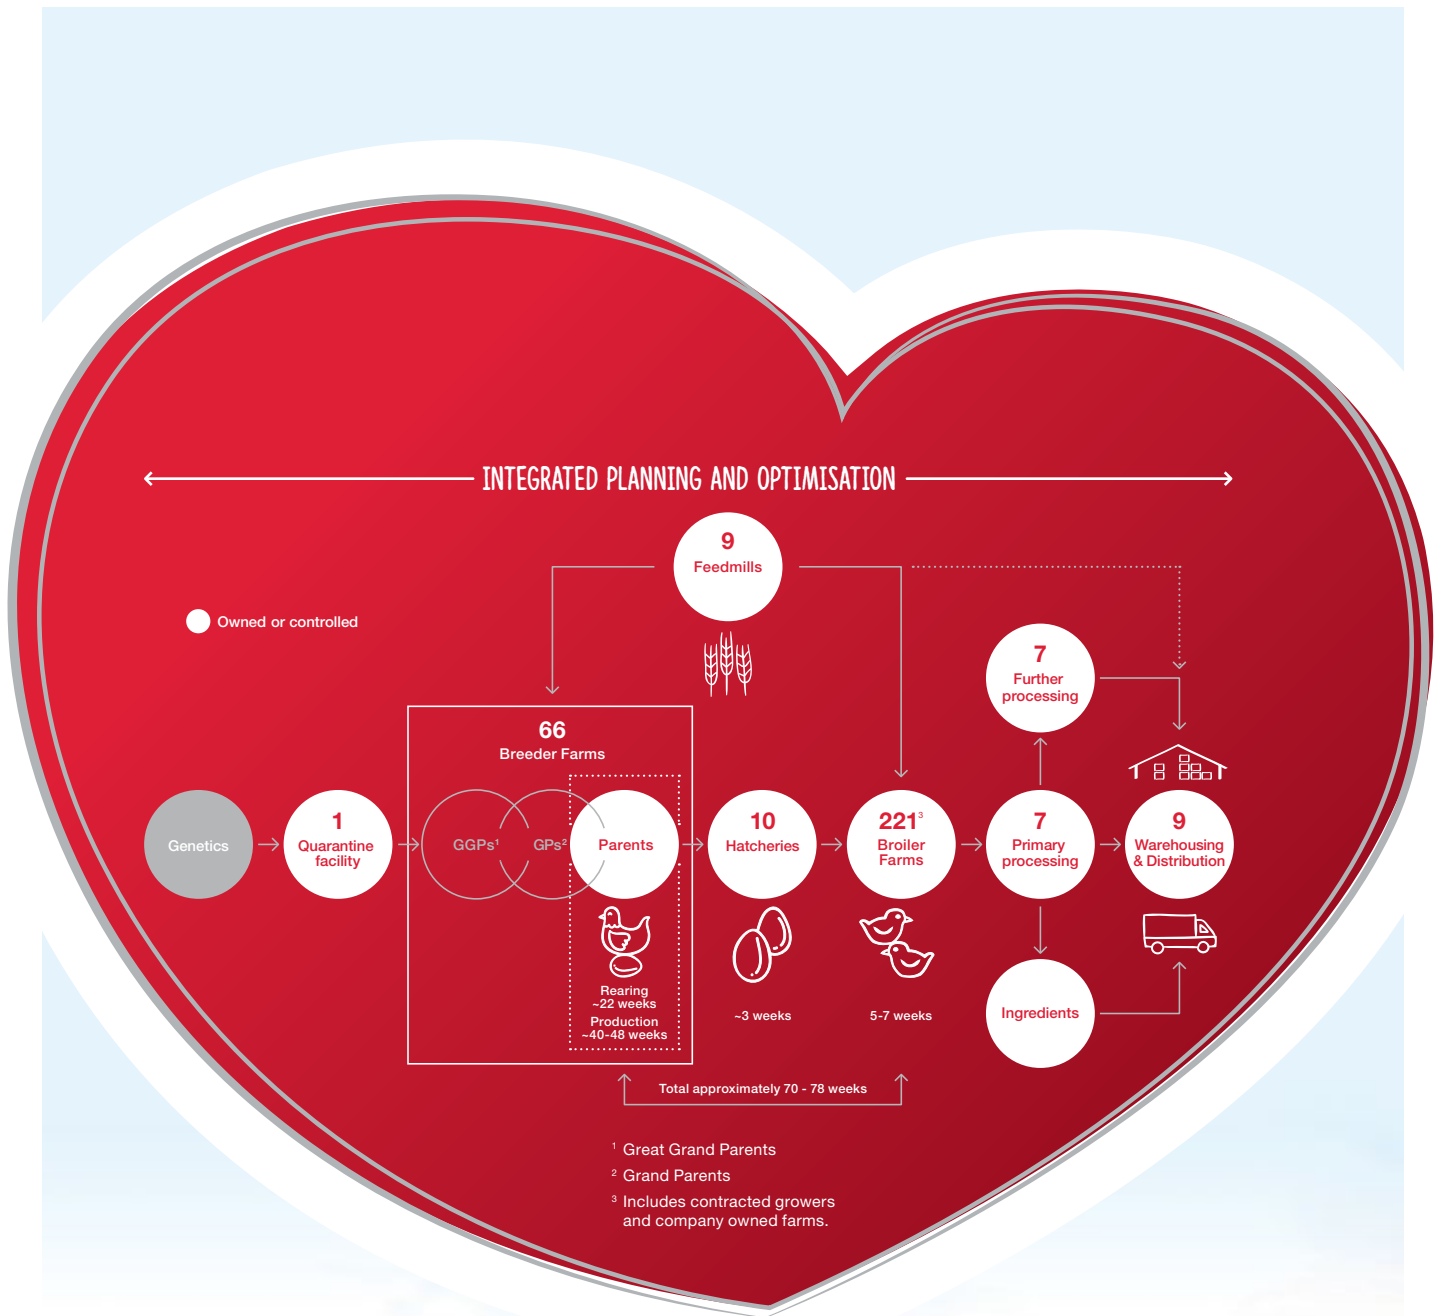 INTEGRATED PLANNING AND OPTIMISATION
9
Feedmills
Owned or controlled
7
Further
processing
66
Breeder Farms
Genetics
1
Quarantine
facility
GGPs¹
GPs²
Parents
10
Hatcheries
221³
Broiler
Farms
7
Primary
processing
9
Warehousing
& Distribution
Rearing
~22 weeks
Production
~40-48 weeks
~3 weeks
5-7 weeks
Ingredients
Total approximately 70 - 78 weeks
¹ Great Grand Parents
² Grand Parents
³ Includes contracted growers
and company owned farms.